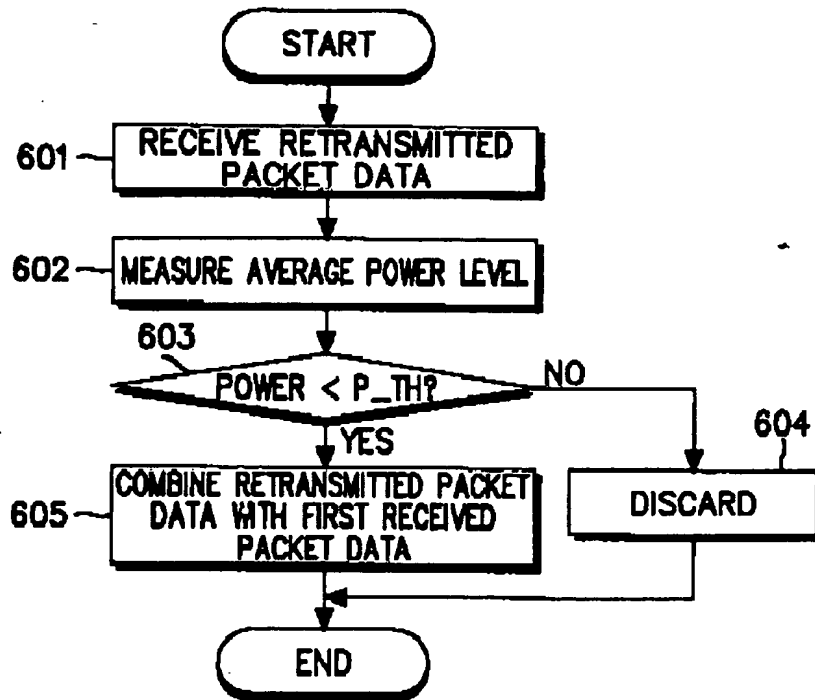 START
601
RECEIVE RETRANSMITTED
PACKET DATA
602
MEASURE AVERAGE POWER LEVEL
603
POWER < P_TH?
NO
YES
604
605
COMBINE RETRANSMITTED PACKET
DATA WITH FIRST RECEIVED
PACKET DATA
DISCARD
END